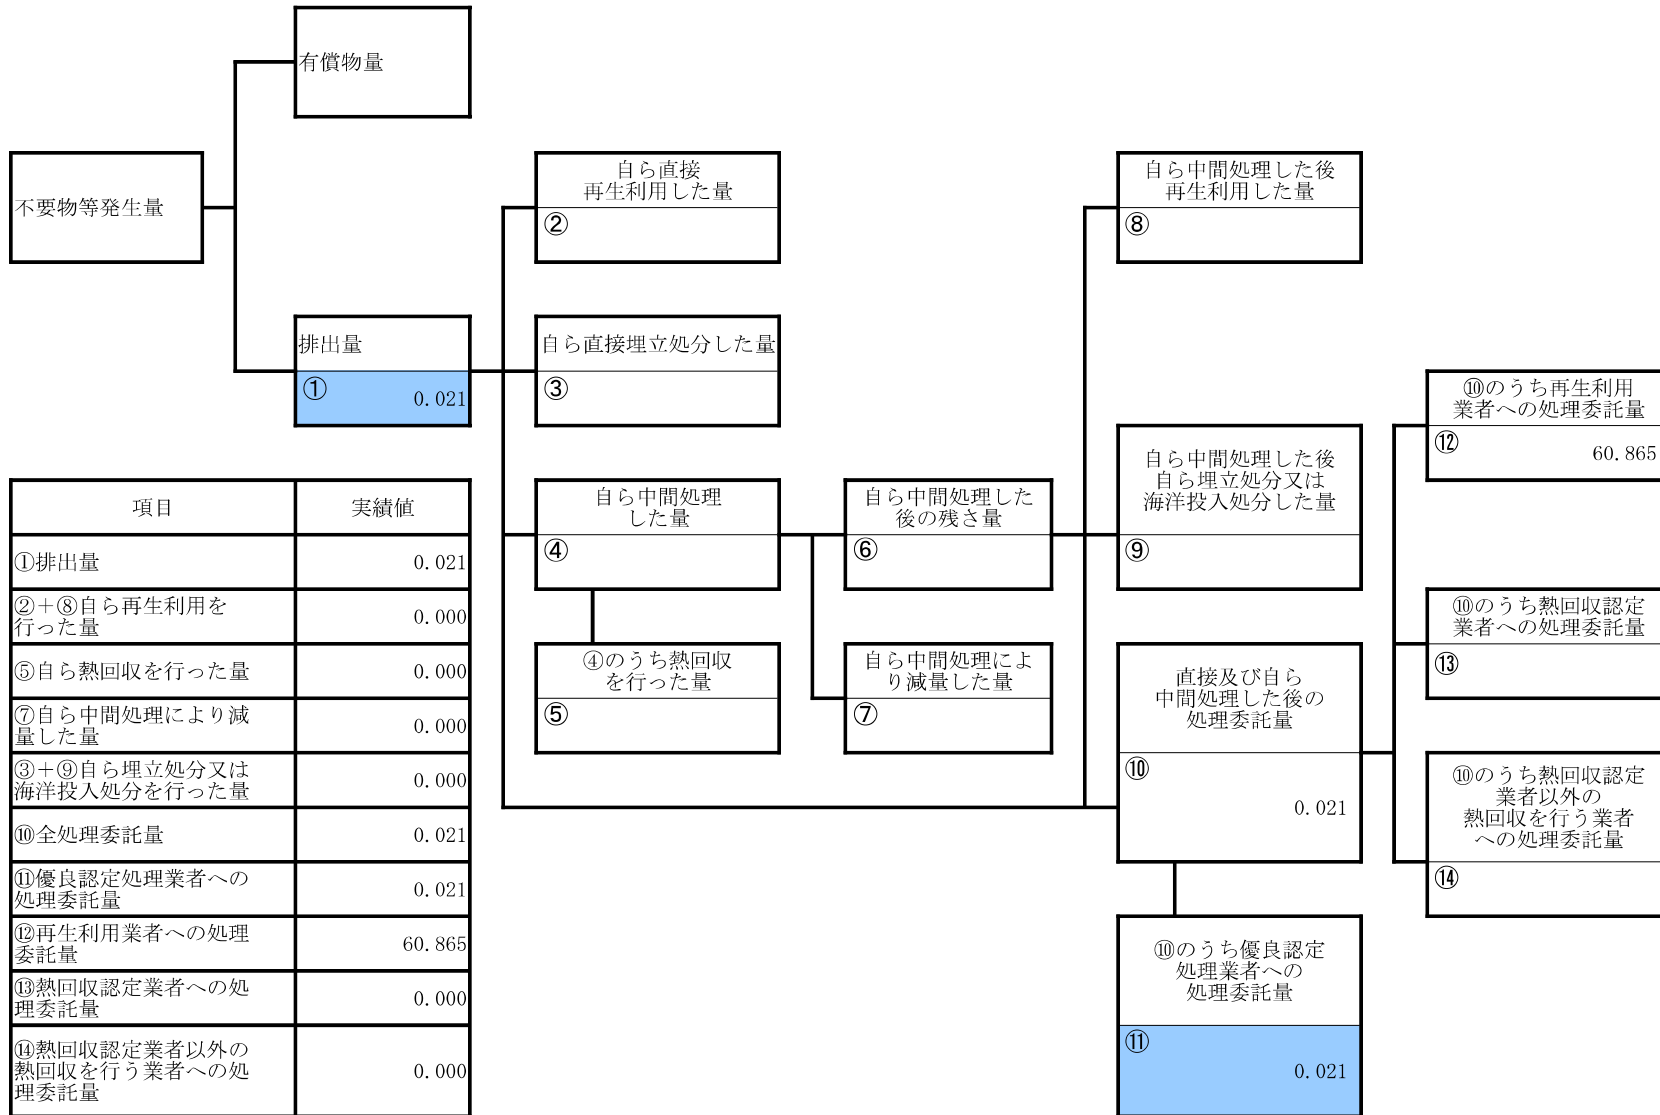 有償物量
不要物等発生量
自ら直接
再生利用した量
②
自ら中間処理した後
再生利用した量
⑧
排出量
① 0.021
自ら直接埋立処分した量
③
⑩のうち再生利用
業者への処理委託量
⑫ 60.865
自ら中間処理
した量
④
自ら中間処理した
後の残さ量
⑥
自ら中間処理した後
自ら埋立処分又は
海洋投入処分した量
⑨
⑩のうち熱回収認定
業者への処理委託量
⑬
④のうち熱回収
を行った量
⑤
自ら中間処理によ
り減量した量
⑦
直接及び自ら
中間処理した後の
処理委託量
⑩
0.021
⑩のうち熱回収認定
業者以外の
熱回収を行う業者
への処理委託量
⑭
⑩のうち優良認定
処理業者への
処理委託量
⑪
0.021
項目 実績値
①排出量 0.021
②+⑧自ら再生利用を
行った量 0.000
⑤自ら熱回収を行った量 0.000
⑦自ら中間処理により減
量した量 0.000
③+⑨自ら埋立処分又は
海洋投入処分を行った量 0.000
⑩全処理委託量 0.021
⑪優良認定処理業者への
処理委託量 0.021
⑫再生利用業者への処理
委託量 60.865
⑬熱回収認定業者への処
理委託量 0.000
⑭熱回収認定業者以外の
熱回収を行う業者への処
理委託量 0.000